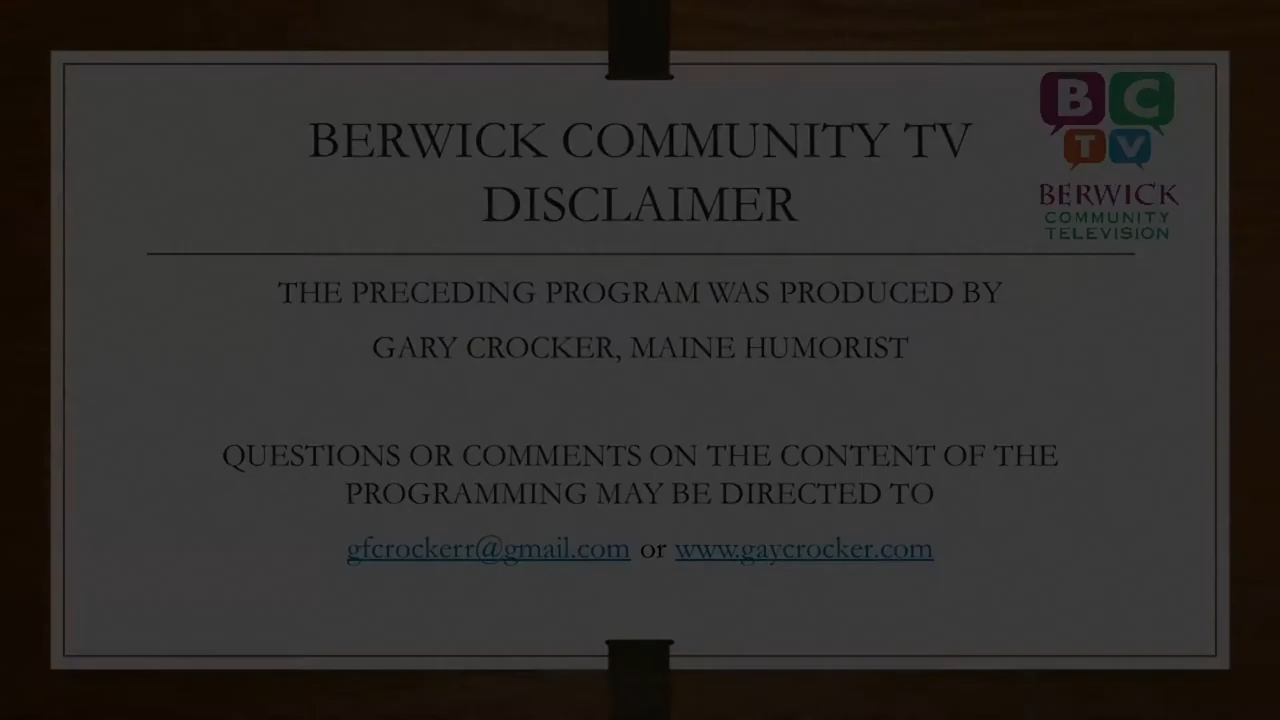 BERWICK COMMUNITY TV
DISCLAIMER
B C
T V
BERWICK
COMMUNITY
TELEVISION
THE PRECEDING PROGRAM WAS PRODUCED BY
GARY CROCKER, MAINE HUMORIST
QUESTIONS OR COMMENTS ON THE CONTENT OF THE
PROGRAMMING MAY BE DIRECTED TO
gfcrockerr@gmail.com or www.gaycrocker.com